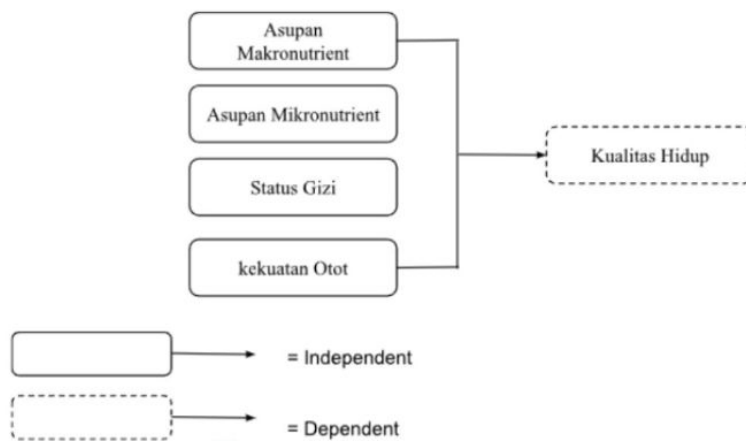 Asupan
Makronutrient
Asupan Mikronutrient
Status Gizi
kekuatan Otot
Kualitas Hidup
= Independent
= Dependent